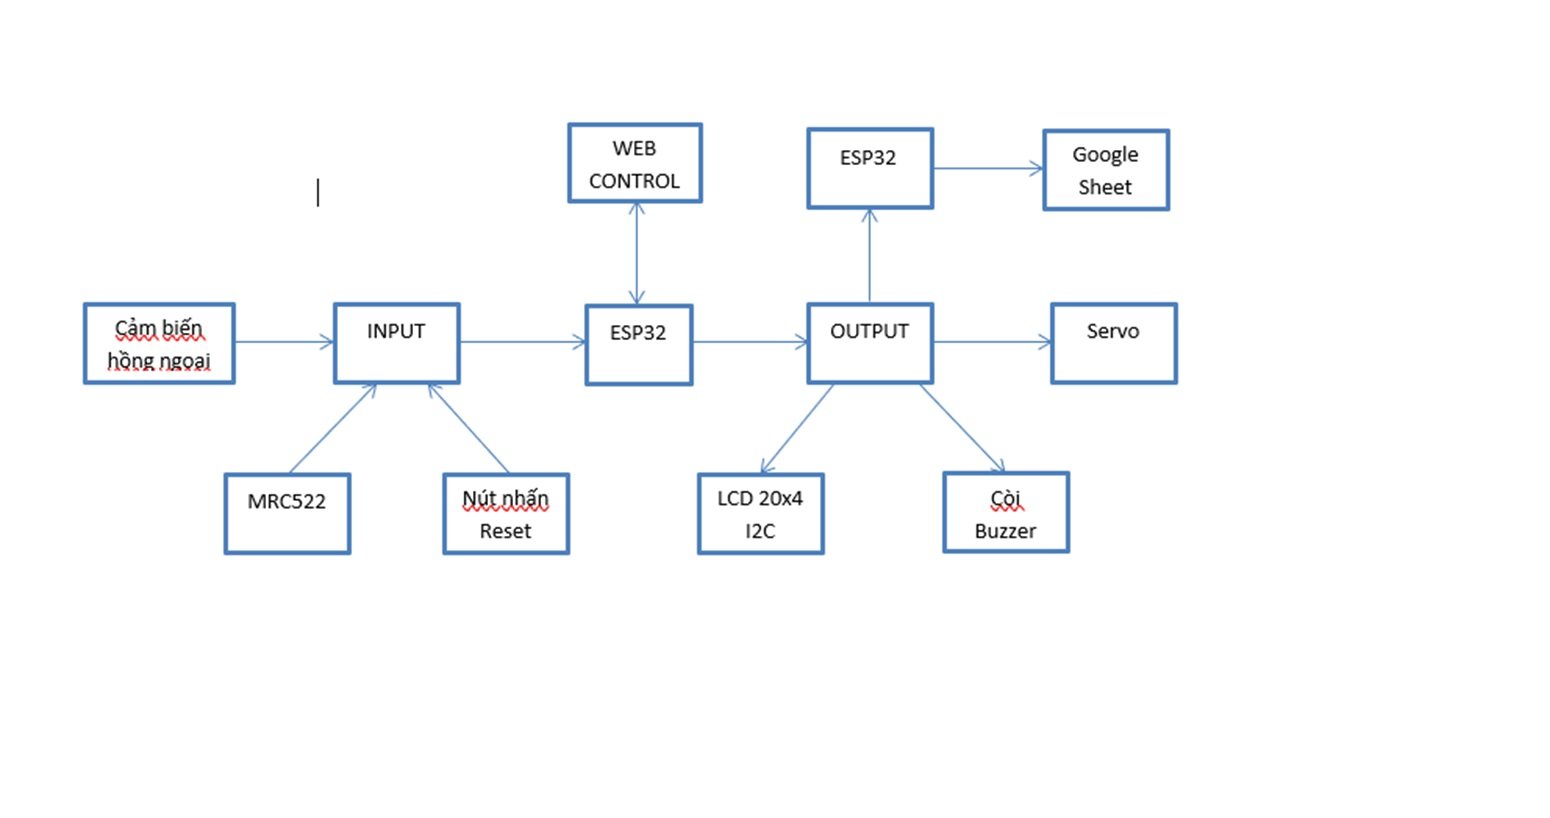 WEB
CONTROL
ESP32
Google
Sheet
Cảm biến
hồng ngoại
INPUT
ESP32
OUTPUT
Servo
MRC522
Nút nhấn
Reset
LCD 20x4
I2C
Còi
Buzzer